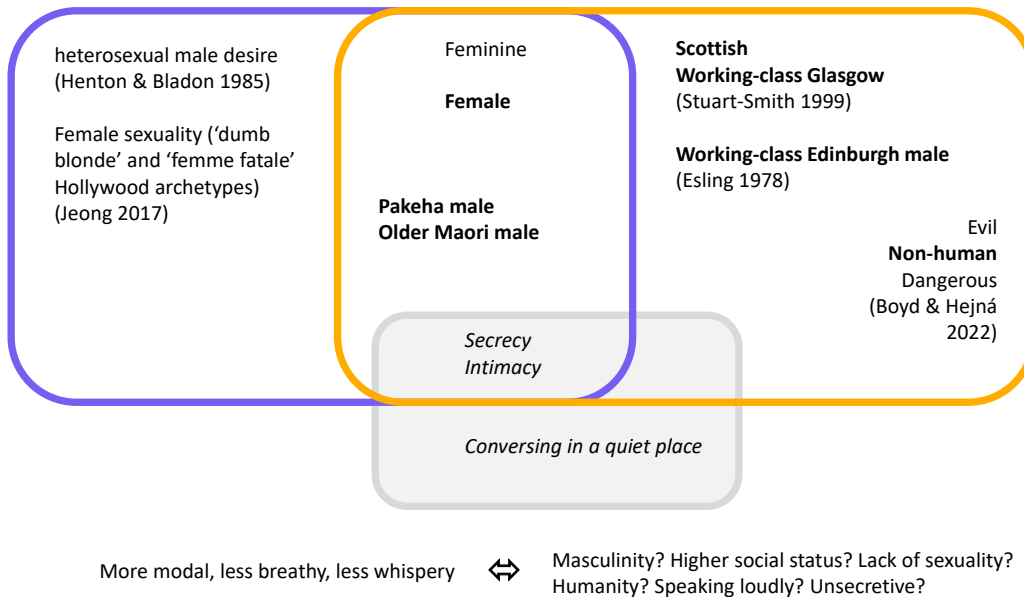 heterosexual male desire
(Henton & Bladon 1985)
Female sexuality (‘dumb
blonde’ and ‘femme fatale’
Hollywood archetypes)
(Jeong 2017)
Feminine
Female
Pakeha male
Older Maori male
Scottish
Working-class Glasgow
(Stuart-Smith 1999)
Working-class Edinburgh male
(Esling 1978)
Evil
Non-human
Dangerous
(Boyd & Hejná
2022)
Secrecy
Intimacy
Conversing in a quiet place
More modal, less breathy, less whispery
Masculinity? Higher social status? Lack of sexuality?
Humanity? Speaking loudly? Unsecretive?